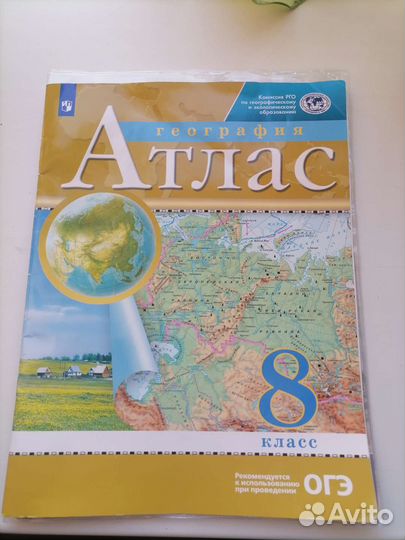 Комиссия РГО
по географическому
и экологическому
образованию
география
Атлас
8
класс
Рекомендуется
к использованию
при проведении
ОГЭ
Avito